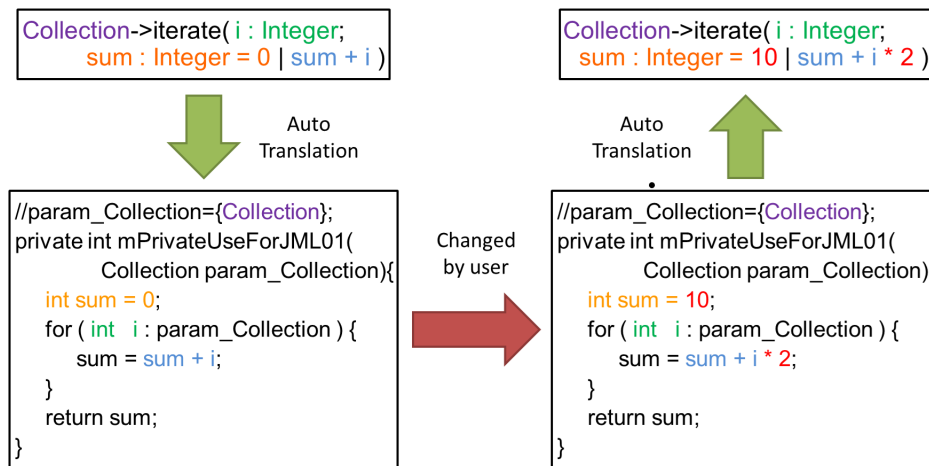 Collection->iterate( i : Integer;
sum : Integer = 0 | sum + i )
Auto
Translation
//param_Collection={Collection};
private int mPrivateUseForJML01(
Collection param_Collection){
int sum = 0;
for ( int i : param_Collection ) {
sum = sum + i;
}
return sum;
}
Changed
by user
Collection->iterate( i : Integer;
sum : Integer = 10 | sum + i * 2 )
Auto
Translation
//param_Collection={Collection};
private int mPrivateUseForJML01(
Collection param_Collection)
int sum = 10;
for ( int i : param_Collection ) {
sum = sum + i * 2;
}
return sum;
}